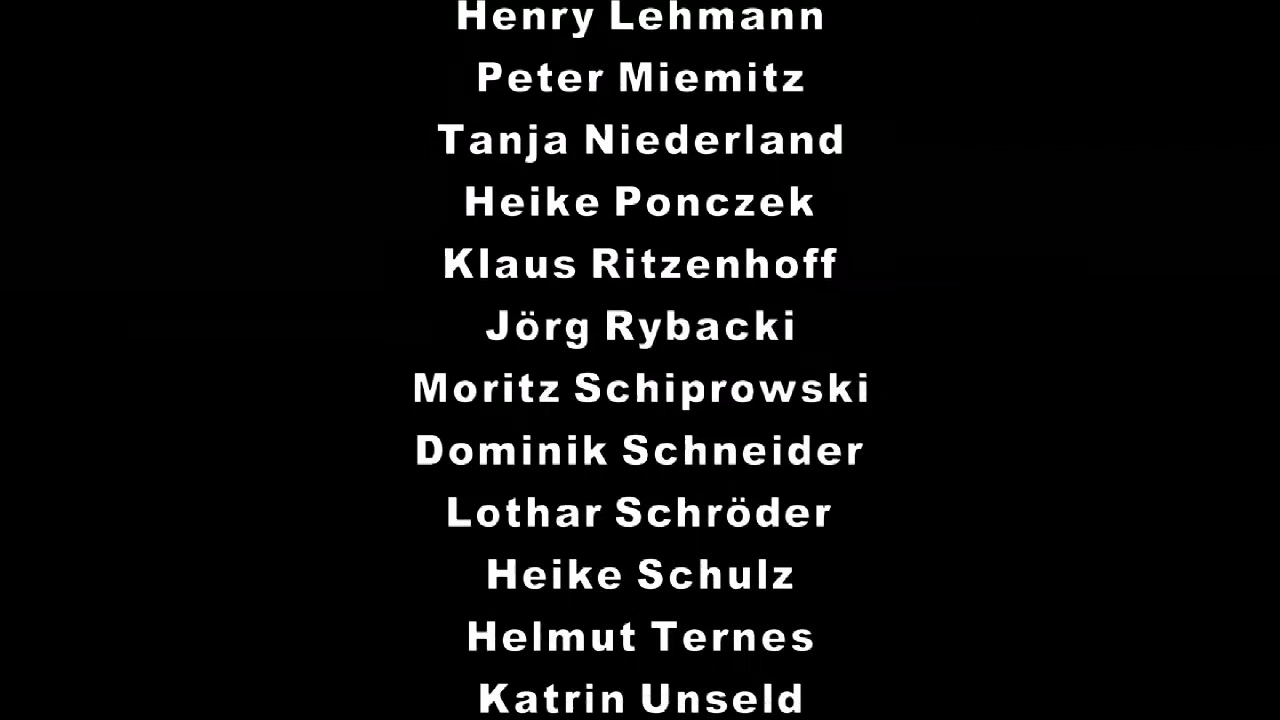 Henry Lehmann
Peter Miemitz
Tanja Niederland
Heike Ponczek
Klaus Ritzenhoff
Jörg Rybacki
Moritz Schiprowski
Dominik Schneider
Lothar Schröder
Heike Schulz
Helmut Ternes
Katrin Unseld